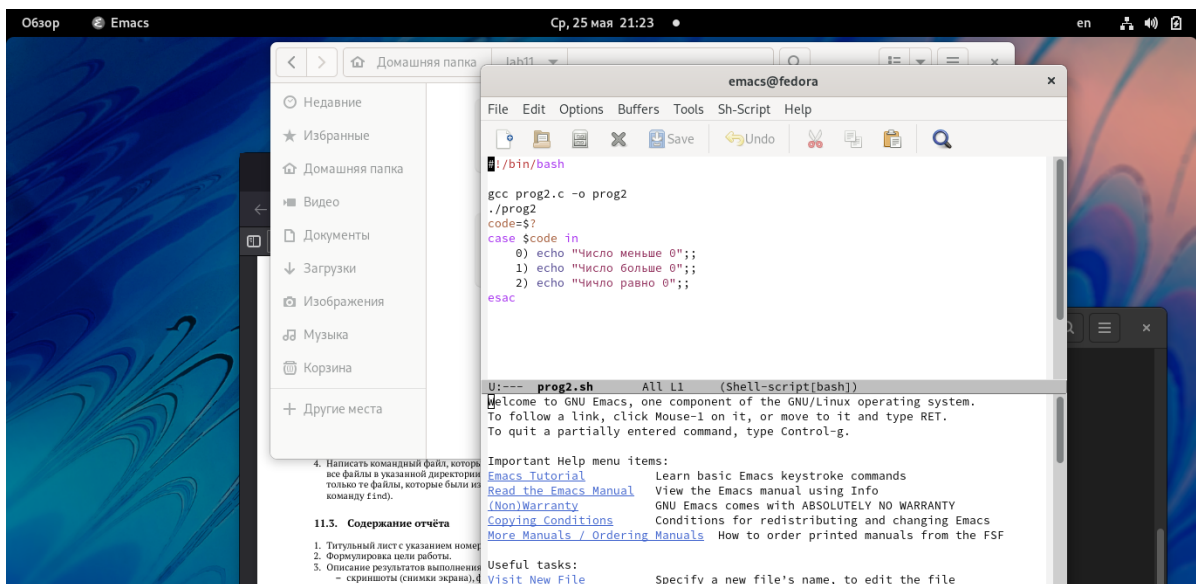 Обзор Emacs Ср, 25 мая 21:23 en
Домашняя папка lab11
Недавние
Избранные
Домашняя папка
Видео
Документы
Загрузки
Изображения
Музыка
Корзина
Другие места
4. Написать командный файл,
все файлы в указанной директории
только те файлы, которые были из
команду find).
11.3. Содержание отчёта
1. Титульный лист с указанием номер
2. Формулировка цели работы.
3. Описание результатов выполнения
– скриншоты (снимки экрана),
emacs@fedora
File Edit Options Buffers Tools Sh-Script Help
Save Undo
#!/bin/bash
gcc prog2.c -o prog2
./prog2
code=$?
case $code in
0) echo "Число меньше 0";;
1) echo "Число больше 0";;
2) echo "Чичло равно 0";;
esac
U:--- prog2.sh All L1 (Shell-script[bash])
Welcome to GNU Emacs, one component of the GNU/Linux operating system.
To follow a link, click Mouse-1 on it, or move to it and type RET.
To quit a partially entered command, type Control-g.
Important Help menu items:
Emacs Tutorial Learn basic Emacs keystroke commands
Read the Emacs Manual View the Emacs manual using Info
(Non)Warranty GNU Emacs comes with ABSOLUTELY NO WARRANTY
Copying Conditions Conditions for redistributing and changing Emacs
More Manuals / Ordering Manuals How to order printed manuals from the FSF
Useful tasks:
Visit New File Specify a new file's name, to edit the file